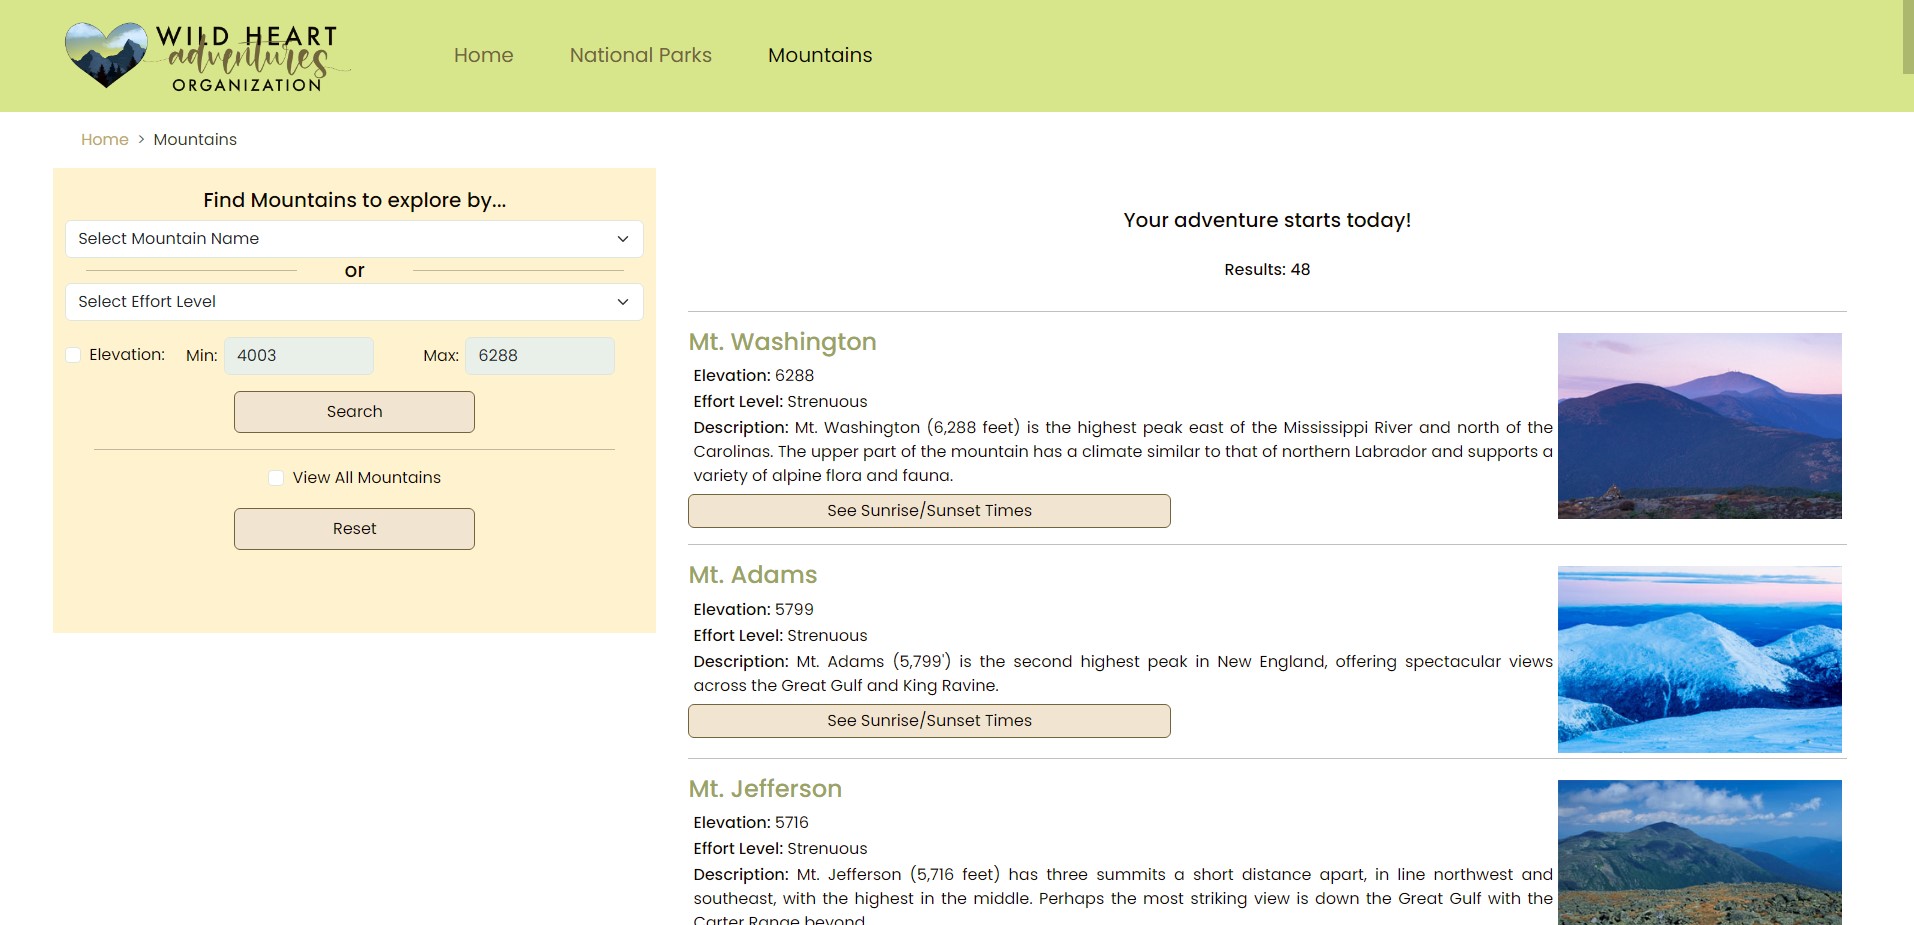 WILD HEART
adventures
ORGANIZATION
Home
National Parks
Mountains
Home > Mountains
Find Mountains to explore by...
Select Mountain Name
or
Select Effort Level
Elevation: Min: 4003 Max: 6288
Search
View All Mountains
Reset
Your adventure starts today!
Results: 48
Mt. Washington
Elevation: 6288
Effort Level: Strenuous
Description: Mt. Washington (6,288 feet) is the highest peak east of the Mississippi River and north of the
Carolinas. The upper part of the mountain has a climate similar to that of northern Labrador and supports a
variety of alpine flora and fauna.
See Sunrise/Sunset Times
Mt. Adams
Elevation: 5799
Effort Level: Strenuous
Description: Mt. Adams (5,799') is the second highest peak in New England, offering spectacular views
across the Great Gulf and King Ravine.
See Sunrise/Sunset Times
Mt. Jefferson
Elevation: 5716
Effort Level: Strenuous
Description: Mt. Jefferson (5,716 feet) has three summits a short distance apart, in line northwest and
southeast, with the highest in the middle. Perhaps the most striking view is down the Great Gulf with the
Carter Range beyond.